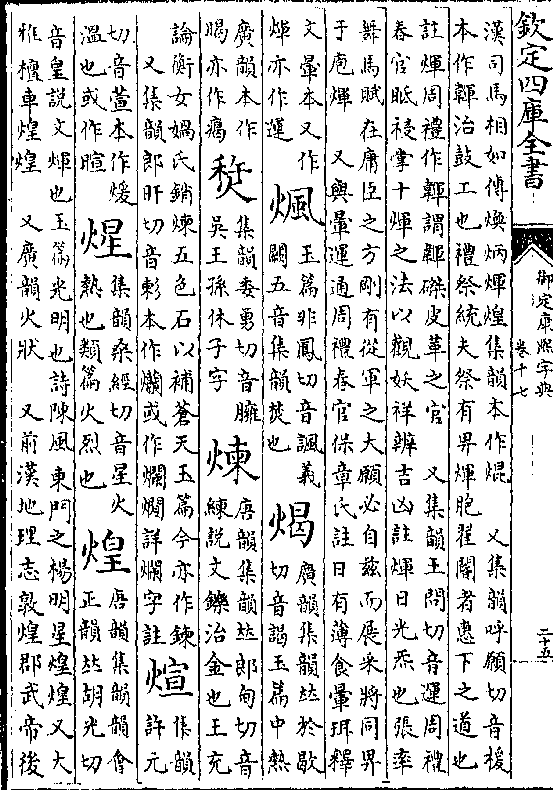 欽定四庫全書
御定康熙字典
卷十七
二十五
漢司馬相如傳煥炳煇煌集韻本作焜　又集韻呼願切音楥
本作韗治鼓工也禮祭統夫祭有畀煇胞翟閽者惠下之道也
註煇周禮作韗謂韗磔皮革之官　又集韻王問切音運周禮
春官眡祲掌十煇之法以觀妖祥辨吉凶註煇日光炁也張率
舞馬賦在庸臣之方剛有從軍之大願必自茲而展采將同畀
于庖煇　又與暈運通周禮春官保章氏註日有薄食暈珥釋
文暈本又作煇亦作運　㶡玉篇非鳳切音諷義闕五音集韻焚也　㷎廣韻集韻𠀤於歇切音謁玉篇中熱
廣韻本作暍亦作㿣　集韻委勇切音臃吳王孫休子字　煉唐韻集韻𠀤郎甸切音練說文鑠治金也王充
論衡女媧氏銷煉五色石以補蒼天玉篇今亦作鍊　又集韻郎旰切音𣀳本作爤或作爛燗詳爛字註　煊集韻許元
切音萱本作煖溫也或作暄　煋集韻桑經切音星火熱也類篇火烈也　煌唐韻集韻韻會正韻𠀤胡光切
音皇說文煇也玉篇光明也詩陳風東門之楊明星煌煌又大
雅檀車煌煌　又廣韻火狀　又前漢地理志敦煌郡武帝後